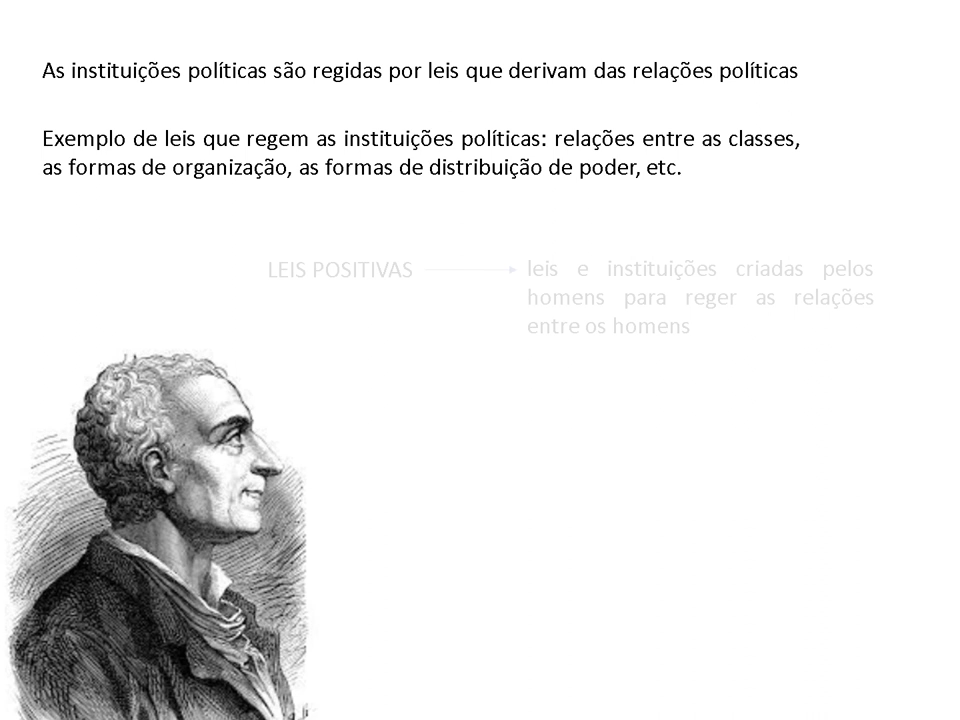 As instituições políticas são regidas por leis que derivam das relações políticas
Exemplo de leis que regem as instituições políticas: relações entre as classes,
as formas de organização, as formas de distribuição de poder, etc.
LEIS POSITIVAS
leis e instituições criadas pelos
homens para reger as relações
entre os homens